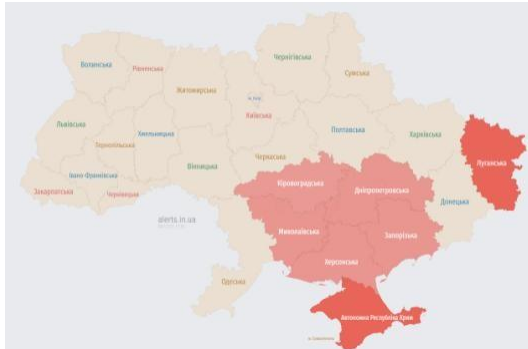 Чернігівська
Волинська
Рівненська
Сумська
Житомирська
м. Київ
Київська
Львівська
Полтавська
Харківська
Тернопільська
Хмельницька
Черкаська
Луганська
Вінницька
Івано-Франківська
Кіровоградська
Дніпропетровська
Закарпатська
Чернівецька
Донецька
alerts.in.ua
Миколаївська
Запорізька
Херсонська
Одеська
Автономна Республіка Крим